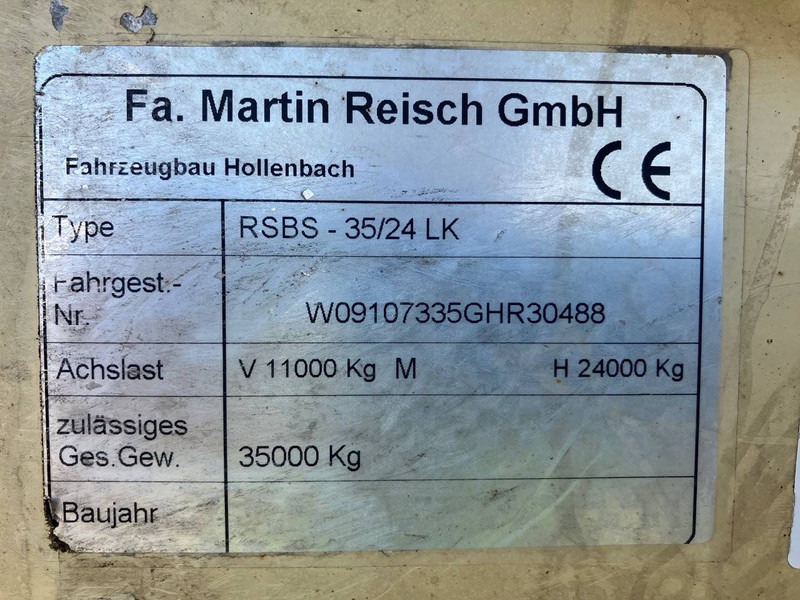 Fa. Martin Reisch GmbH
Fahrzeugbau Hollenbach CE
Type RSBS - 35/24 LK
Fahrgest.-
Nr. W09107335GHR30488
Achslast V 11000 Kg M H 24000 Kg
zulässiges
Ges.Gew. 35000 Kg
Baujahr